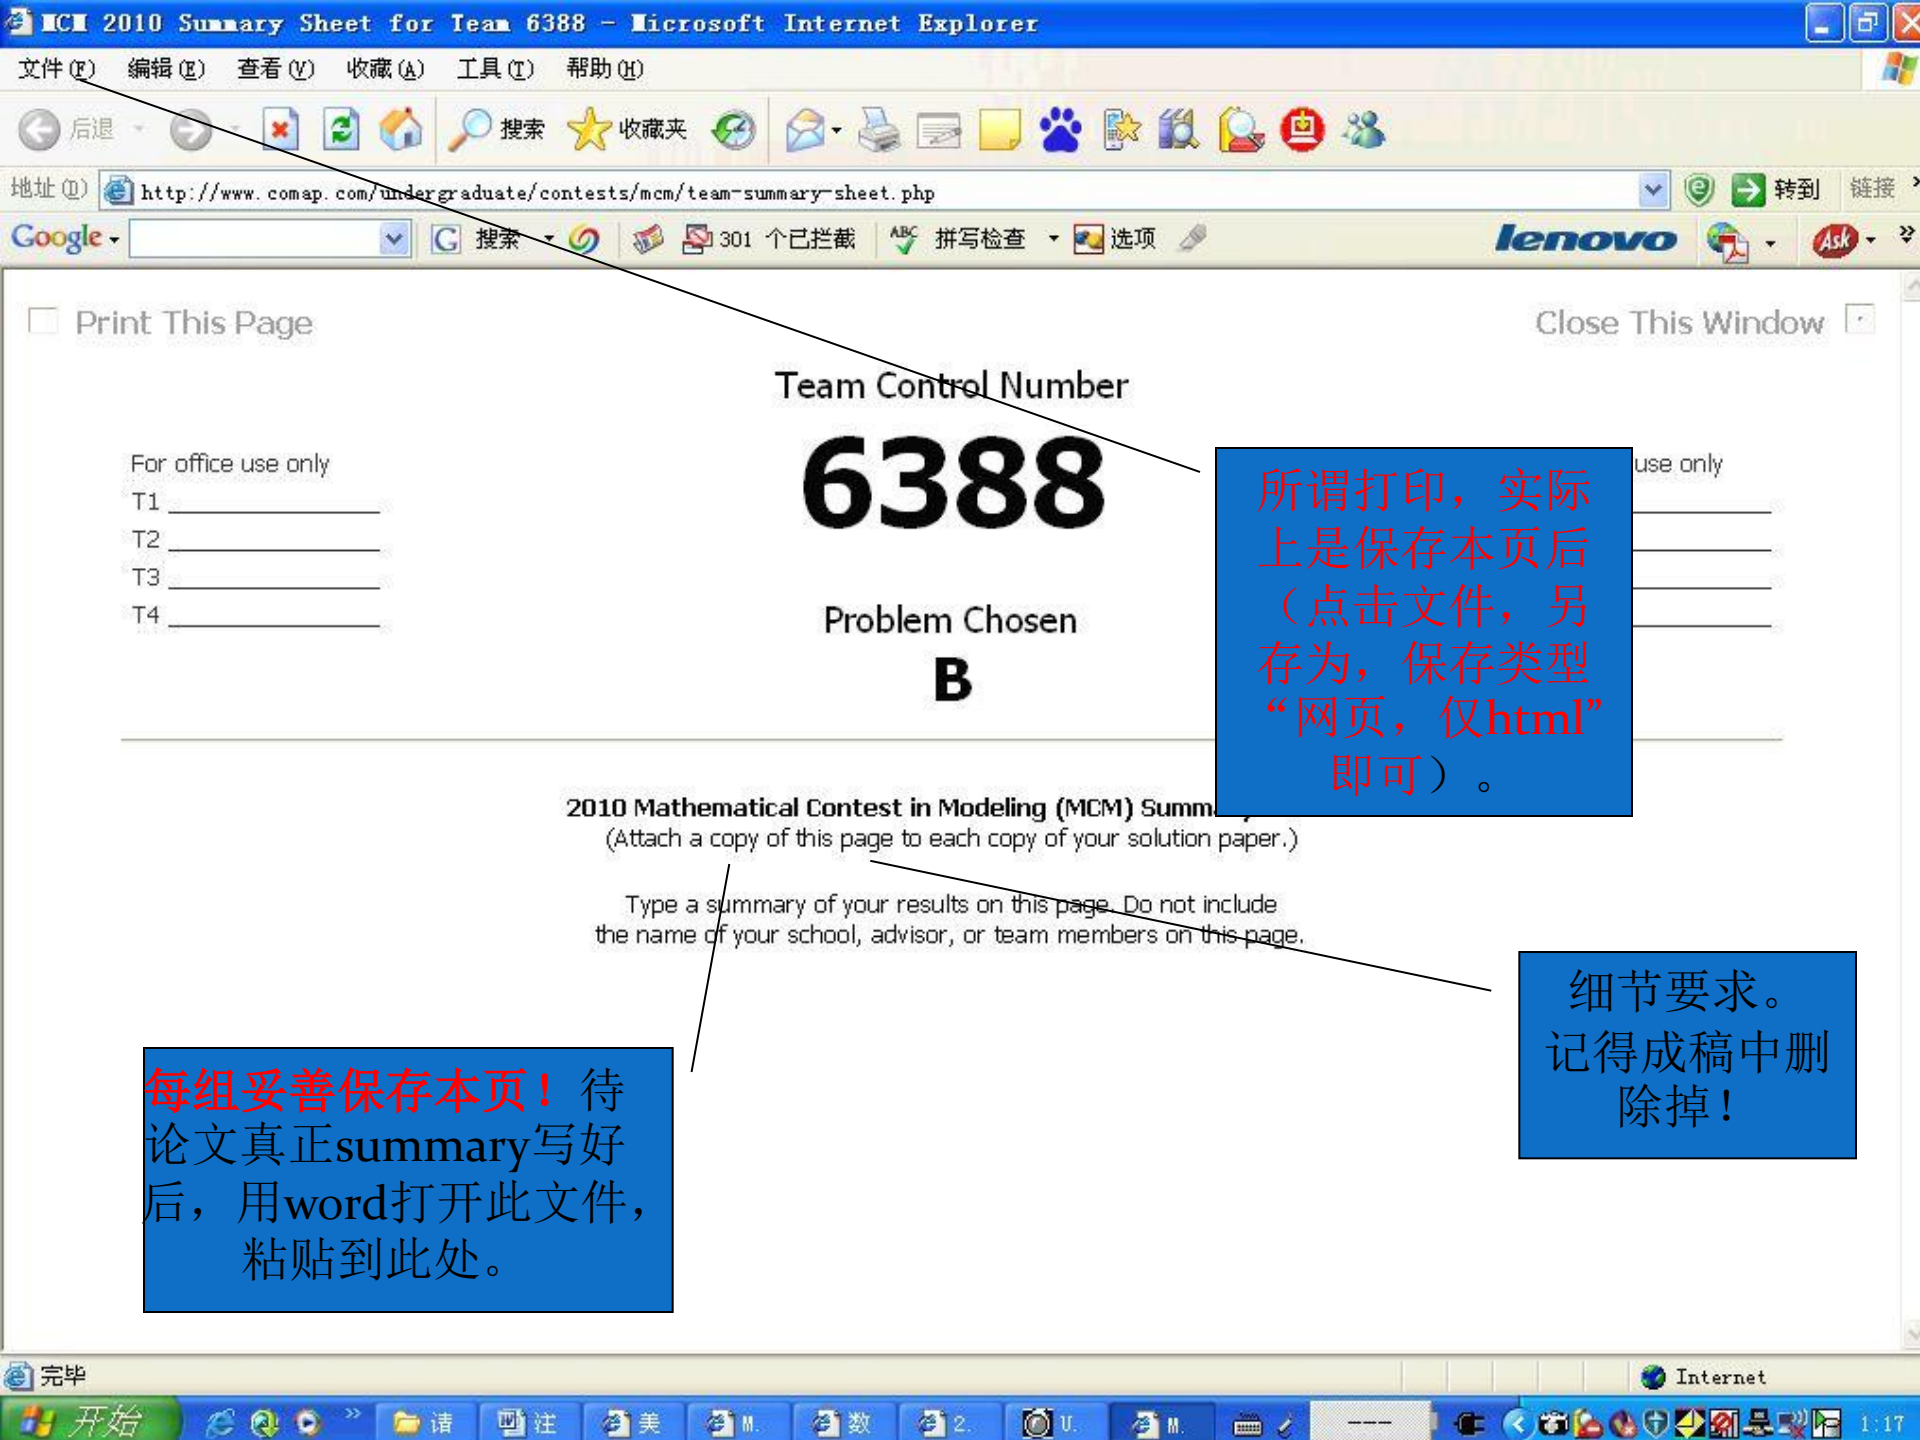 MCM 2010 Summary Sheet for Team 6388 - Microsoft Internet Explorer
文件(F) 编辑(E) 查看(V) 收藏(A) 工具(T) 帮助(H)
后退 搜索 收藏夹
地址(D) http://www.comap.com/undergraduate/contests/mcm/team-summary-sheet.php 转到 链接
Google 搜索 301 个已拦截 ABC 拼写检查 选项 lenovo Ask
Print This Page
Close This Window
Team Control Number
6388
For office use only
T1
T2
T3
T4
use only
Problem Chosen
B
所谓打印，实际
上是保存本页后
（点击文件，另
存为，保存类型
“网页，仅html”
即可）。
2010 Mathematical Contest in Modeling (MCM) Summ
(Attach a copy of this page to each copy of your solution paper.)
Type a summary of your results on this page. Do not include
the name of your school, advisor, or team members on this page.
细节要求。
记得成稿中删
除掉！
每组妥善保存本页！待
论文真正summary写好
后，用word打开此文件，
粘贴到此处。
完毕 Internet
开始 请 注 美 M. 数 2. U. M. 1:17